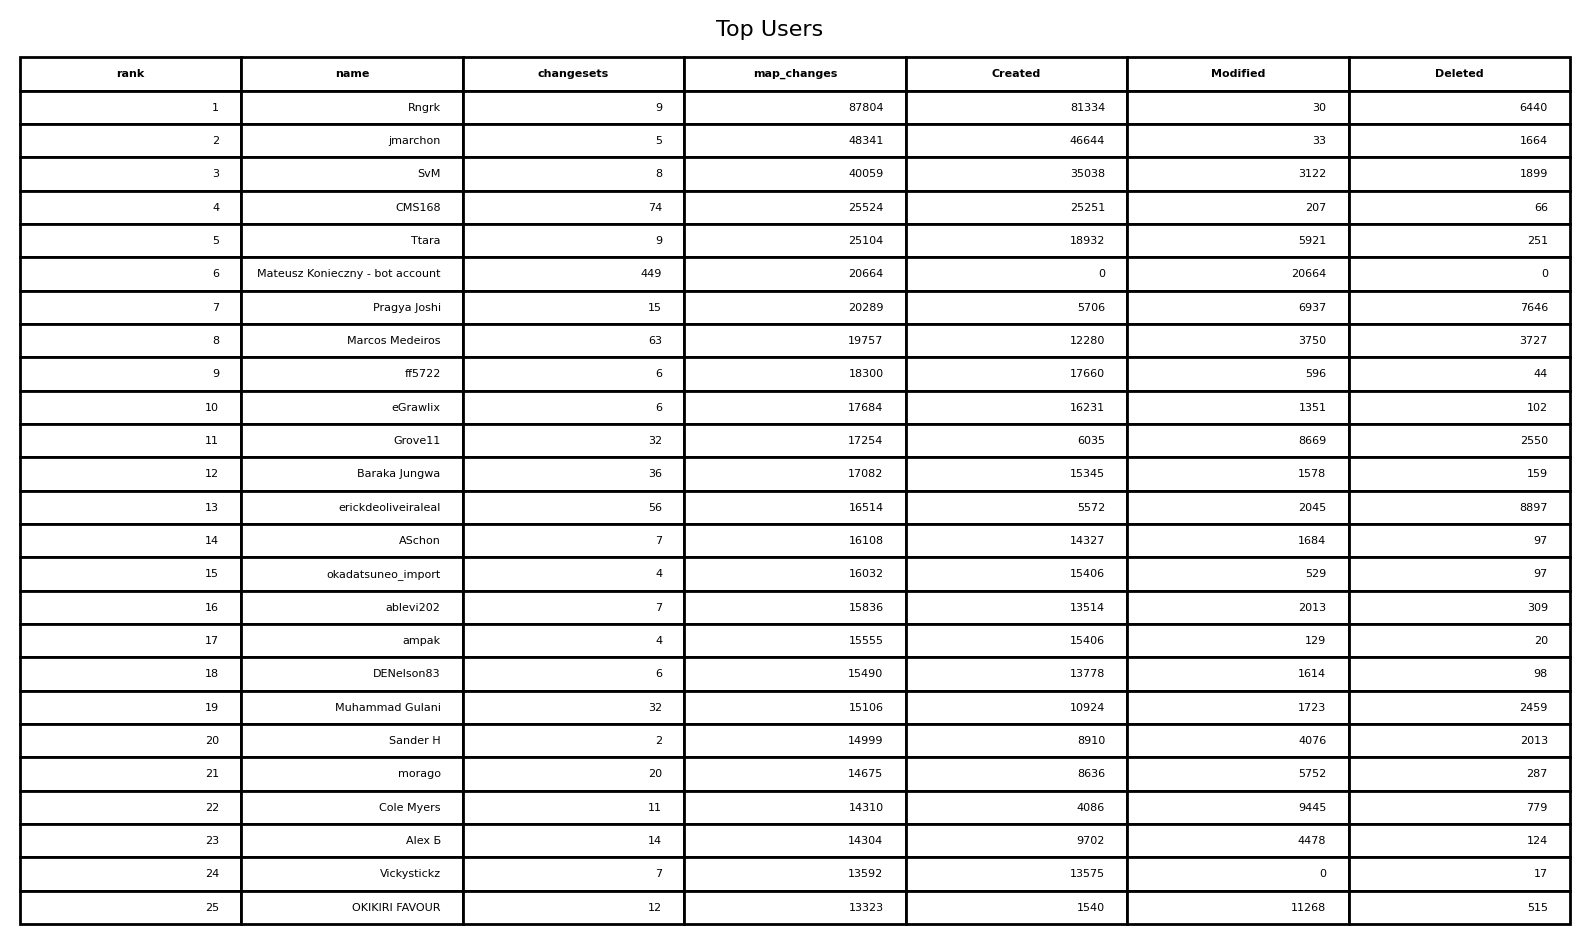 Top Users
rank name changesets map_changes Created Modified Deleted
1 Rngrk 9 87804 81334 30 6440
2 jmarchon 5 48341 46644 33 1664
3 SvM 8 40059 35038 3122 1899
4 CMS168 74 25524 25251 207 66
5 Ttara 9 25104 18932 5921 251
6 Mateusz Konieczny - bot account 449 20664 0 20664 0
7 Pragya Joshi 15 20289 5706 6937 7646
8 Marcos Medeiros 63 19757 12280 3750 3727
9 ff5722 6 18300 17660 596 44
10 eGrawlix 6 17684 16231 1351 102
11 Grove11 32 17254 6035 8669 2550
12 Baraka Jungwa 36 17082 15345 1578 159
13 erickdeoliveiraleal 56 16514 5572 2045 8897
14 ASchon 7 16108 14327 1684 97
15 okadatsuneo_import 4 16032 15406 529 97
16 ablevi202 7 15836 13514 2013 309
17 ampak 4 15555 15406 129 20
18 DENelson83 6 15490 13778 1614 98
19 Muhammad Gulani 32 15106 10924 1723 2459
20 Sander H 2 14999 8910 4076 2013
21 morago 20 14675 8636 5752 287
22 Cole Myers 11 14310 4086 9445 779
23 Alex Б 14 14304 9702 4478 124
24 Vickystickz 7 13592 13575 0 17
25 OKIKIRI FAVOUR 12 13323 1540 11268 515